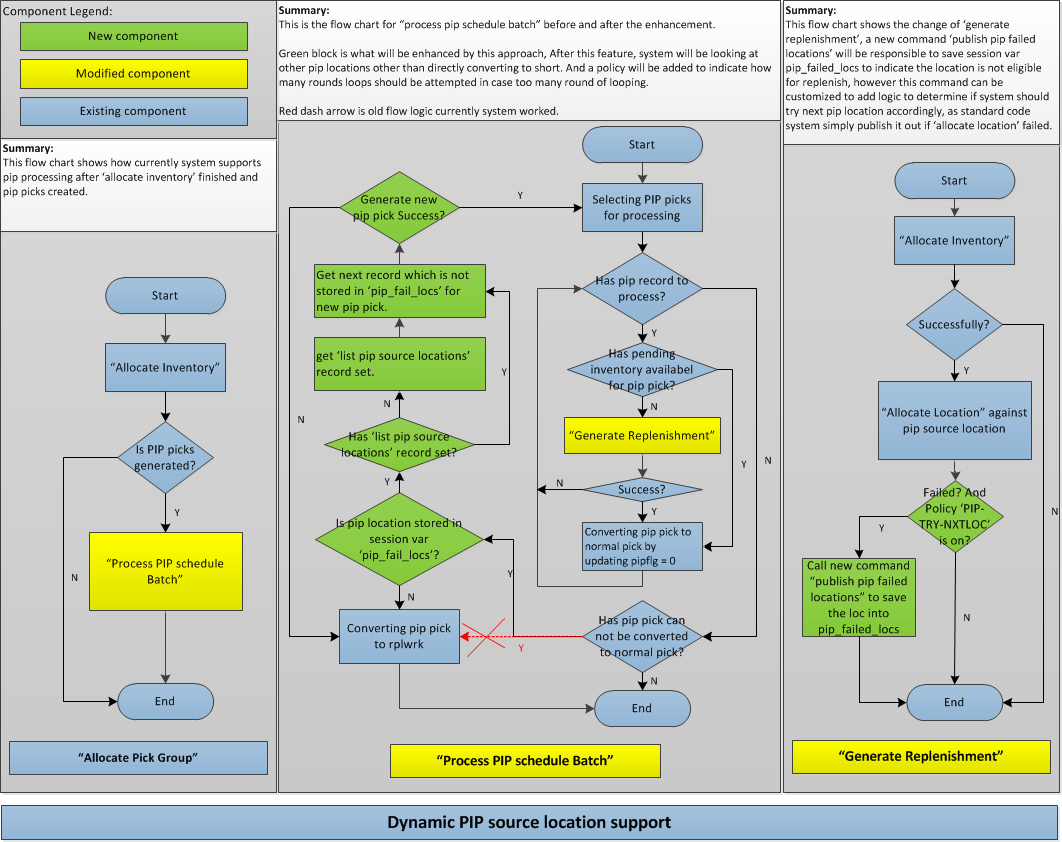 Component Legend:
New component
Modified component
Existing component
Summary:
This flow chart shows how currently system supports
pip processing after ‘allocate inventory’ finished and
pip picks created.
Start
“Allocate Inventory”
Is PIP picks
generated?
Y
N
“Process PIP schedule
Batch”
End
“Allocate Pick Group”
Summary:
This is the flow chart for “process pip schedule batch” before and after the enhancement.
Green block is what will be enhanced by this approach, After this feature, system will be looking at
other pip locations other than directly converting to short. And a policy will be added to indicate how
many rounds loops should be attempted in case too many round of looping.
Red dash arrow is old flow logic currently system worked.
Start
Generate new
pip pick Success?
Y
Selecting PIP picks
for processing
Get next record which is not
stored in ‘pip_fail_locs’ for
new pip pick.
Has pip record to
process?
Y
get ‘list pip source locations’
record set.
Has pending
inventory availabel
for pip pick?
Y
N
N
N
Has ‘list pip source
locations’ record set?
“Generate Replenishment”
Y
N
Y
N
Success?
Y
Is pip location stored in
session var
‘pip_fail_locs’?
Converting pip pick to
normal pick by
updating pipflg = 0
Y
N
Converting pip pick
to rplwrk
Y
Has pip pick can
not be converted
to normal pick?
N
End
“Process PIP schedule Batch”
Summary:
This flow chart shows the change of ‘generate
replenishment’, a new command ‘publish pip failed
locations’ will be responsible to save session var
pip_failed_locs to indicate the location is not eligible
for replenish, however this command can be
customized to add logic to determine if system should
try next pip location accordingly, as standard code
system simply publish it out if ‘allocate location’ failed.
Start
“Allocate Inventory”
Successfully?
Y
“Allocate Location” against
pip source location
Failed? And
Policy ‘PIP-
TRY-NXTLOC’
is on?
Y
N
Call new command
“publish pip failed
locations” to save
the loc into
pip_failed_locs
N
End
“Generate Replenishment”
Dynamic PIP source location support